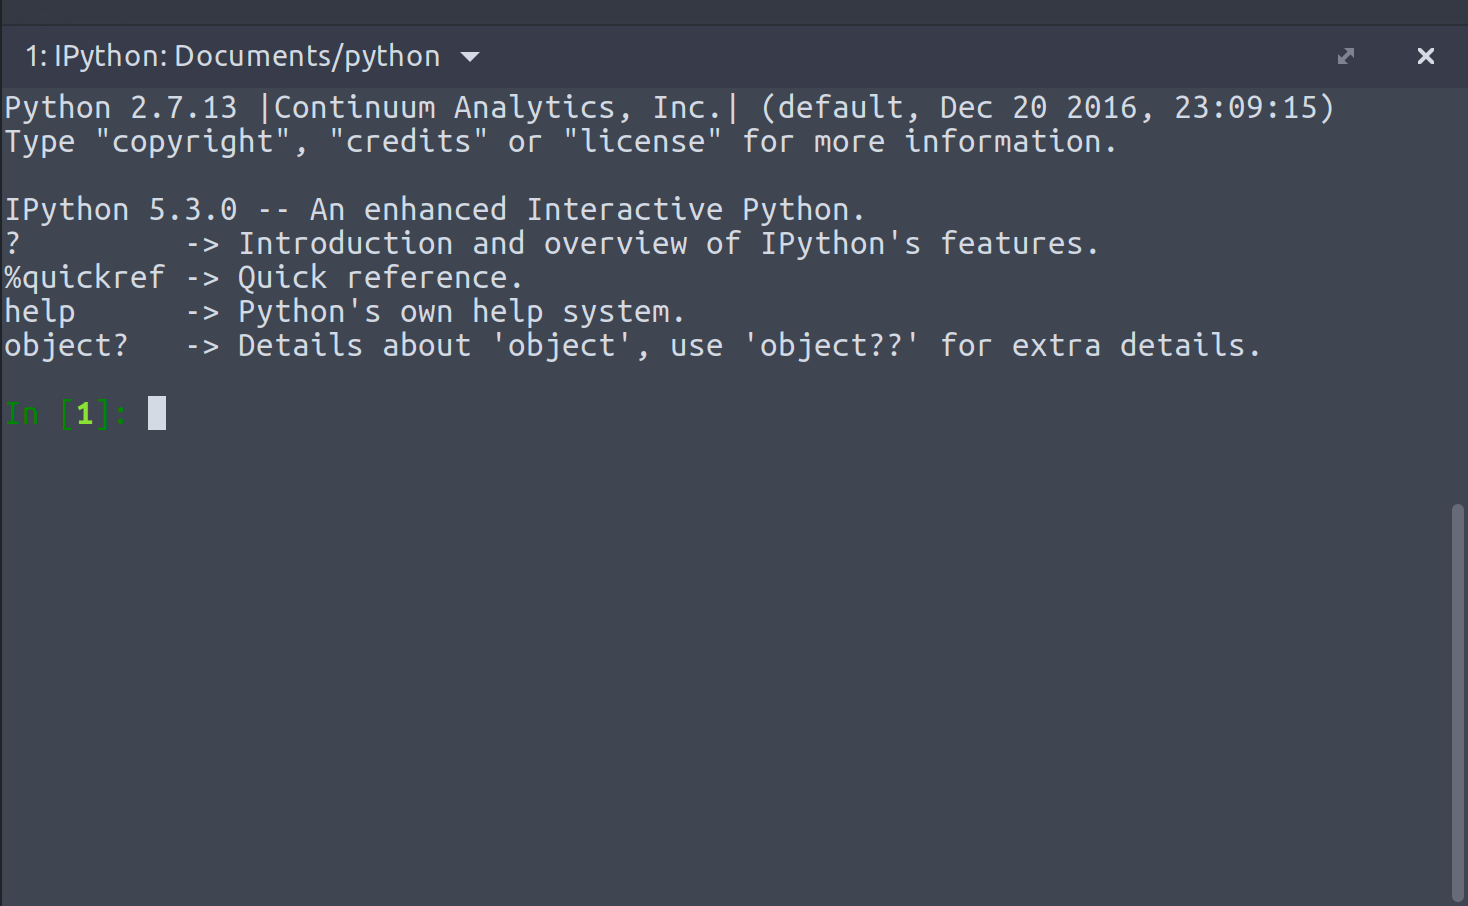 1: IPython: Documents/python
Python 2.7.13 |Continuum Analytics, Inc.| (default, Dec 20 2016, 23:09:15)
Type "copyright", "credits" or "license" for more information.
IPython 5.3.0 -- An enhanced Interactive Python.
?         -> Introduction and overview of IPython's features.
%quickref -> Quick reference.
help      -> Python's own help system.
object?   -> Details about 'object', use 'object??' for extra details.
In [1]: